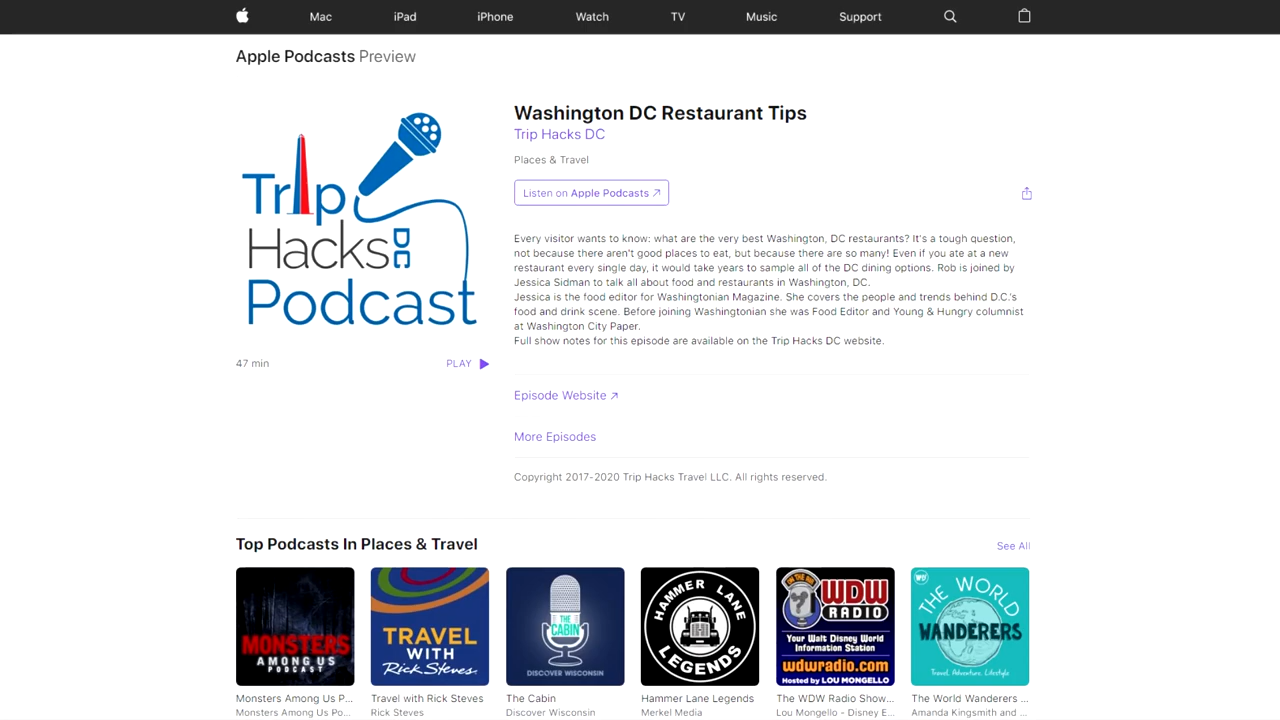 Mac iPad iPhone Watch TV Music Support
Apple Podcasts Preview
Trip
Hacks DC
Podcast
47 min PLAY
Washington DC Restaurant Tips
Trip Hacks DC
Places & Travel
Listen on Apple Podcasts ↗
Every visitor wants to know: what are the very best Washington, DC restaurants? It's a tough question,
not because there aren't good places to eat, but because there are so many! Even if you ate at a new
restaurant every single day, it would take years to sample all of the DC dining options. Rob is joined by
Jessica Sidman to talk all about food and restaurants in Washington, DC.
Jessica is the food editor for Washingtonian Magazine. She covers the people and trends behind D.C.'s
food and drink scene. Before joining Washingtonian she was Food Editor and Young & Hungry columnist
at Washington City Paper.
Full show notes for this episode are available on the Trip Hacks DC website.
Episode Website ↗
More Episodes
Copyright 2017-2020 Trip Hacks Travel LLC. All rights reserved.
Top Podcasts In Places & Travel
See All
MONSTERS
AMONG US
PODCAST
Monsters Among Us P...
Monsters Among Us Po...
TRAVEL
WITH
Rick Steves
Travel with Rick Steves
Rick Steves
THE
CABIN
DISCOVER WISCONSIN
The Cabin
Discover Wisconsin
HAMMER LANE
LEGENDS
Hammer Lane Legends
Merkel Media
ON THE AIR
WDW
RADIO
Your Walt Disney World
Information Station
wdwradio.com
Hosted by LOU MONGELLO
The WDW Radio Show...
Lou Mongello - Disney E...
THE WORLD
WANDERERS
Travel, Adventure, Lifestyle
The World Wanderers ...
Amanda Kingsmith and ...